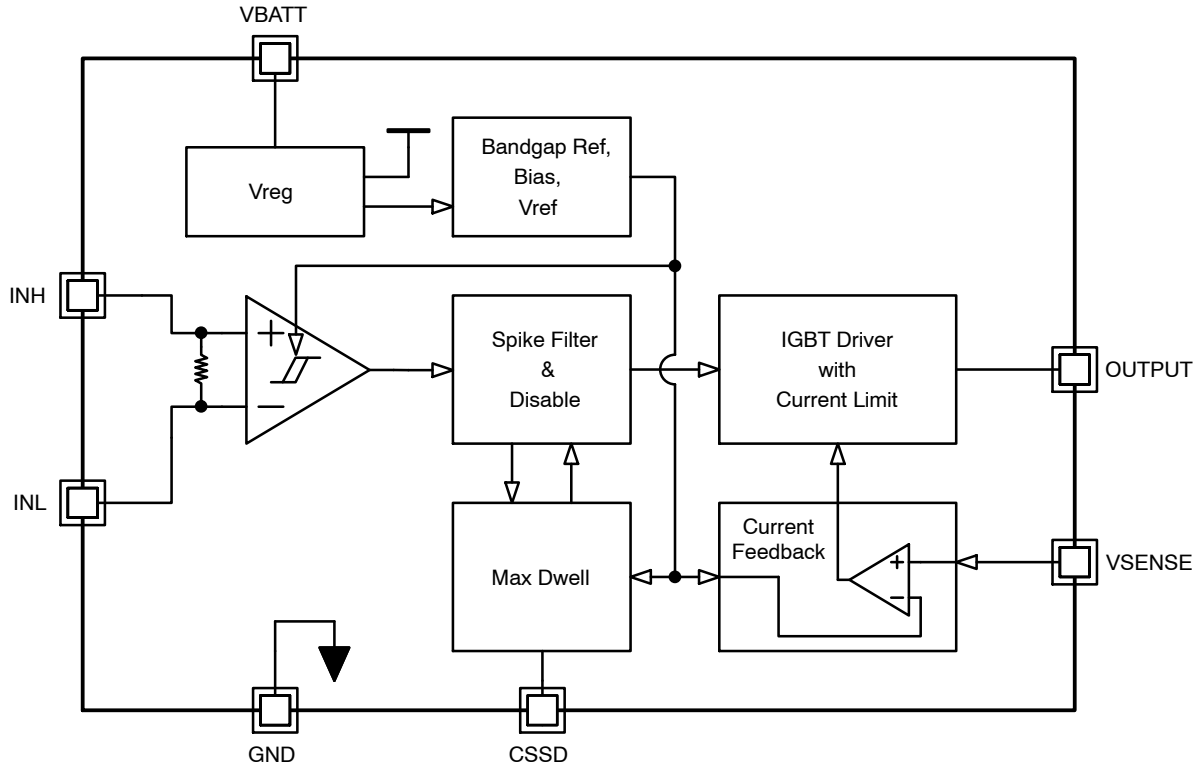 VBATT
Vreg
Bandgap Ref,
Bias,
Vref
INH
+
−
Spike Filter
&
Disable
IGBT Driver
with
Current Limit
OUTPUT
INL
Max Dwell
Current
Feedback
+
−
VSENSE
GND
CSSD